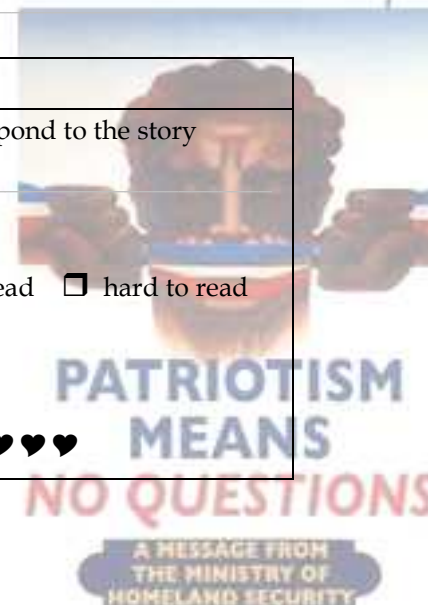 pond to the story
ead ❒ hard to read
PATRIOTISM
MEANS
NO QUESTIONS
A MESSAGE FROM
THE MINISTRY OF
HOMELAND SECURITY